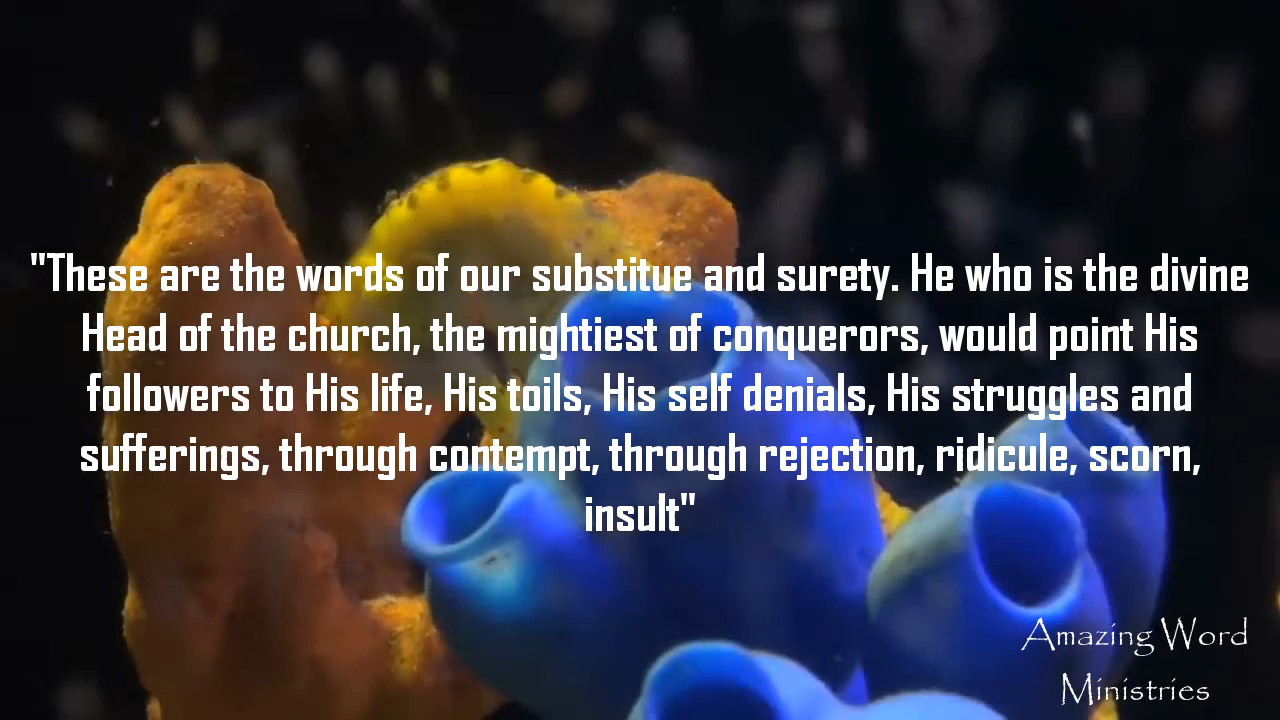 "These are the words of our substitue and surety. He who is the divine
Head of the church, the mightiest of conquerors, would point His
followers to His life, His toils, His self denials, His struggles and
sufferings, through contempt, through rejection, ridicule, scorn,
insult"
Amazing Word
Ministries